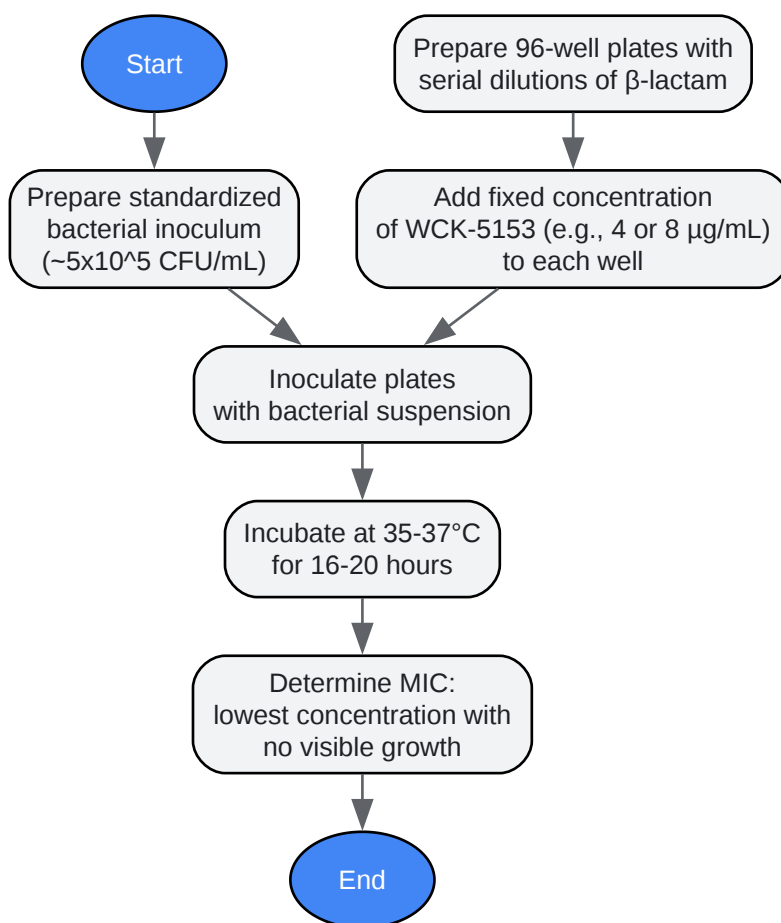 Start
Prepare 96-well plates with
serial dilutions of β-lactam
Prepare standardized
bacterial inoculum
(~5x10^5 CFU/mL)
Add fixed concentration
of WCK-5153 (e.g., 4 or 8 µg/mL)
to each well
Inoculate plates
with bacterial suspension
Incubate at 35-37°C
for 16-20 hours
Determine MIC:
lowest concentration with
no visible growth
End